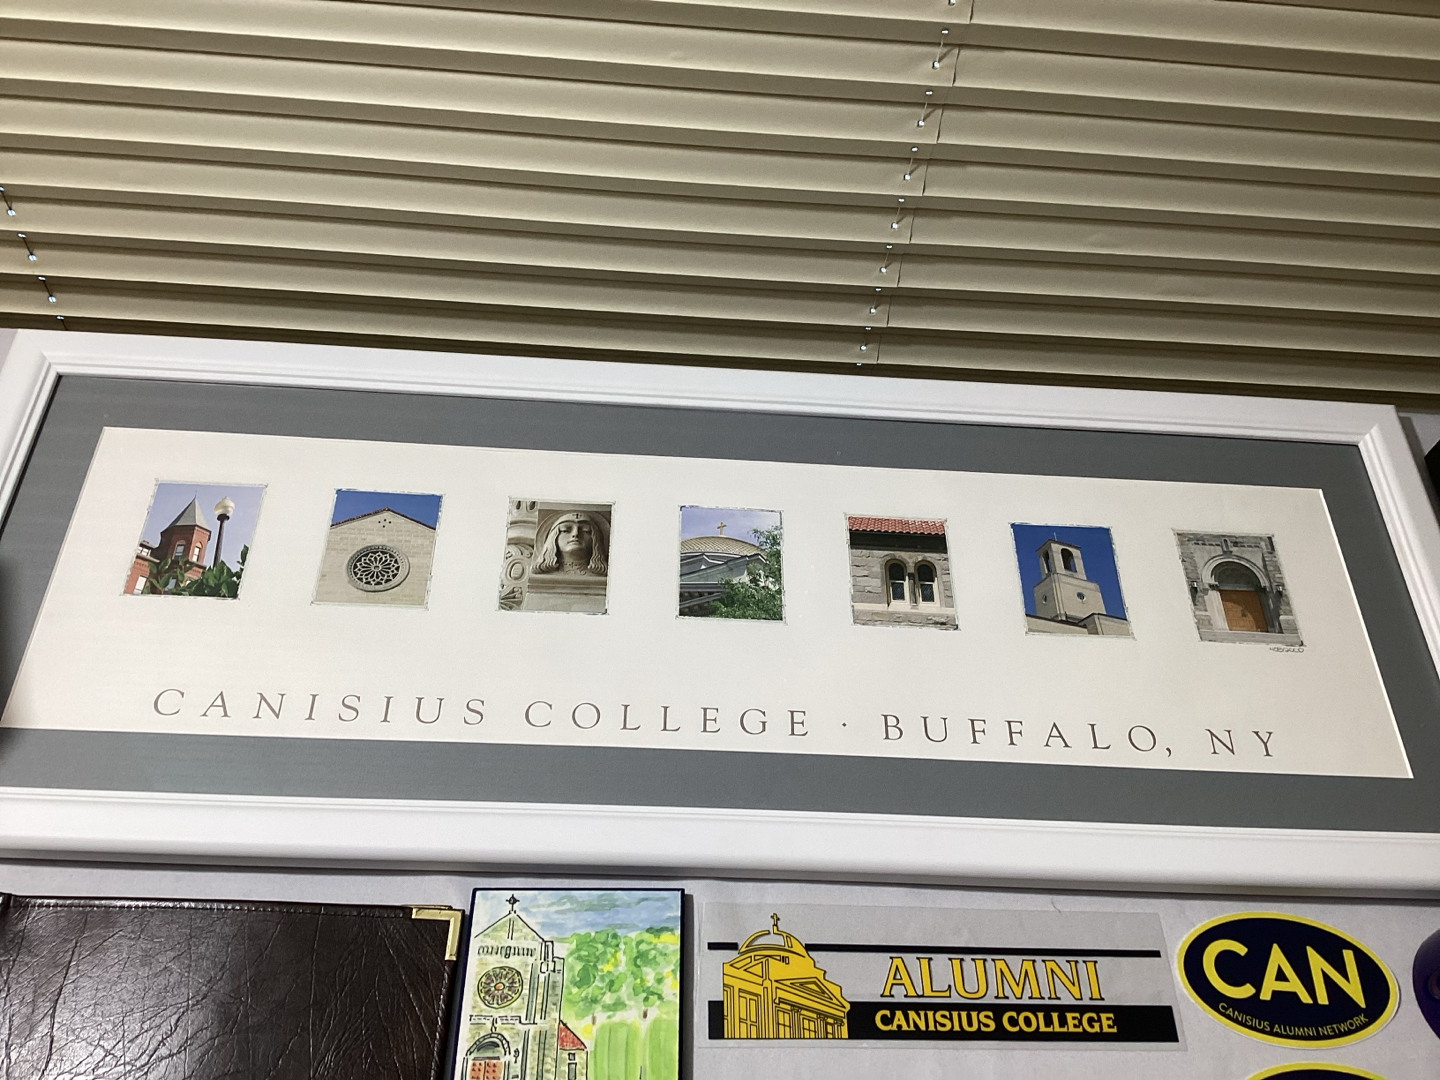 CANISIUS COLLEGE · BUFFALO, NY
ALUMNI
CANISIUS COLLEGE
CAN
CANISIUS ALUMNI NETWORK